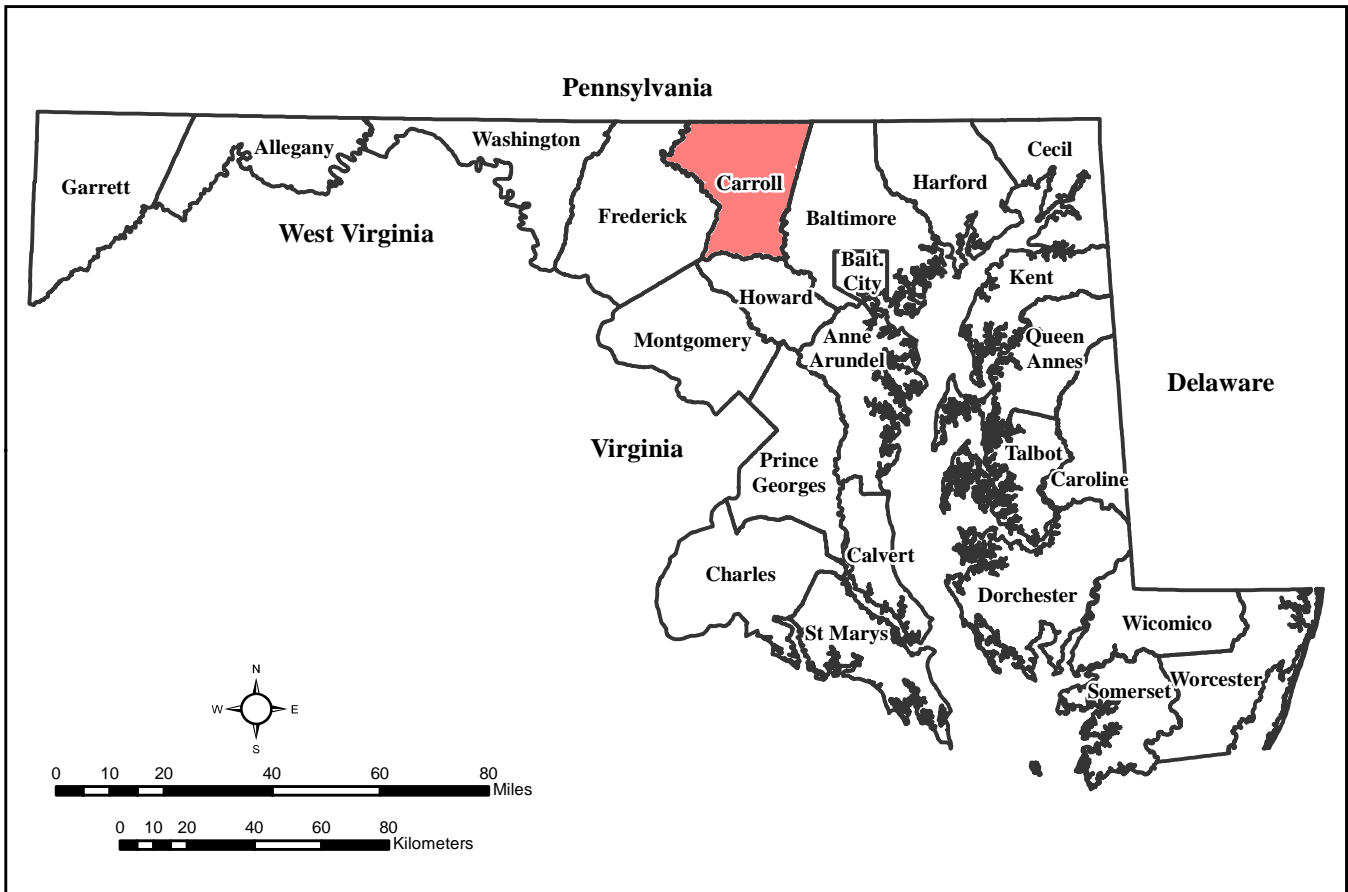 Pennsylvania
Washington
Allegany
Cecil
Garrett
Carroll
Harford
Frederick
Baltimore
West Virginia
Balt.
City
Kent
Howard
Montgomery
Anne
Arundel
Queen
Annes
Delaware
Virginia
Talbot
Prince
Georges
Caroline
Calvert
Charles
Dorchester
Wicomico
St Marys
Worcester
Somerset
N
W E
S
0 10 20 40 60 80
Miles
0 10 20 40 60 80
Kilometers